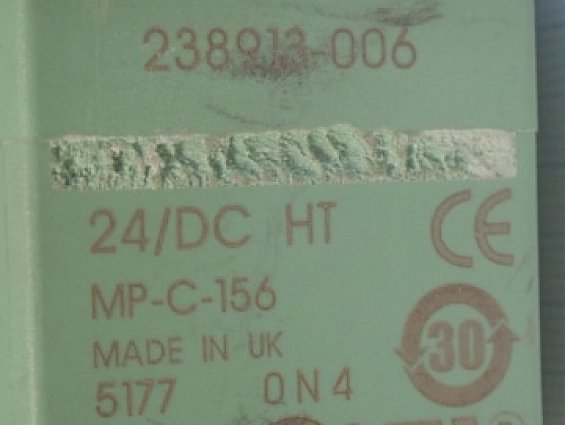 238913-006
24/DC HT CE
MP-C-156
30
MADE IN UK
5177 0N4